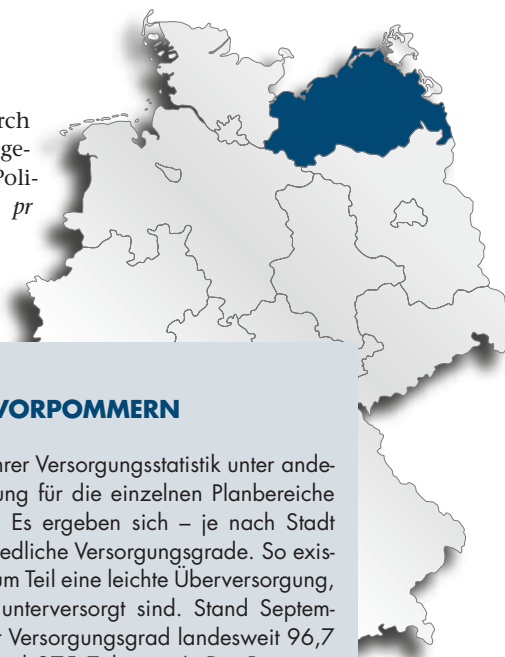 rch
ge-
Poli-
pr
VORPOMMERN
hrer Versorgungsstatistik unter ande-
ung für die einzelnen Planbereiche
Es ergeben sich – je nach Stadt
edliche Versorgungsgrade. So exis-
um Teil eine leichte Überversorgung,
unterversorgt sind. Stand Septem-
r Versorgungsgrad landesweit 96,7